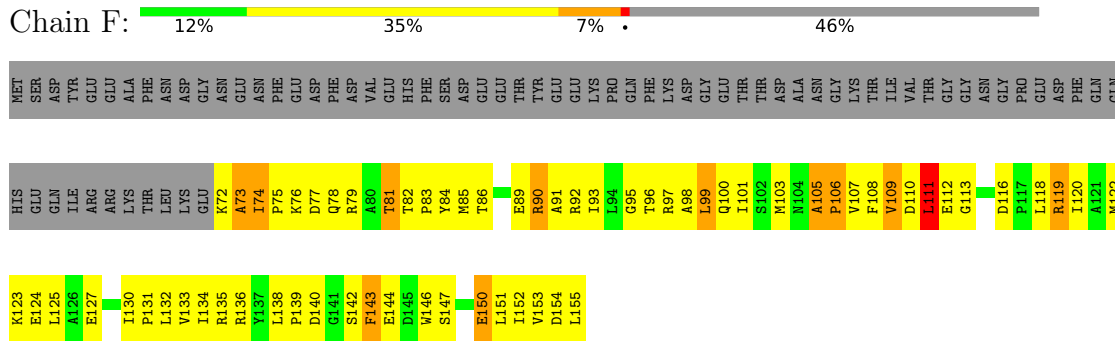 Chain F:
12% 35% 7% • 46%
MET SER ASP TYR GLU GLU ALA PHE ASN ASP GLY ASN GLU ASN PHE GLU ASP PHE ASP VAL GLU HIS PHE SER ASP GLU GLU THR TYR GLU GLU LYS PRO GLN PHE LYS ASP GLY GLU THR THR ASP ALA ASN GLY LYS THR ILE VAL THR GLY GLY ASN GLY PRO GLU ASP PHE GLN GLN
HIS GLU GLN ILE ARG ARG LYS THR LEU LYS GLU K72 A73 I74 P75 K76 D77 Q78 R79 A80 T81 T82 P83 Y84 M85 T86 E89 R90 A91 R92 I93 L94 G95 T96 R97 A98 L99 Q100 I101 S102 M103 N104 A105 P106 V107 F108 V109 D110 L111 E112 G113 D116 P117 L118 R119 I120 A121 M122
K123 E124 L125 A126 E127 I130 P131 L132 V133 I134 R135 R136 Y137 L138 P139 D140 G141 S142 F143 E144 D145 W146 S147 E150 L151 I152 V153 D154 L155